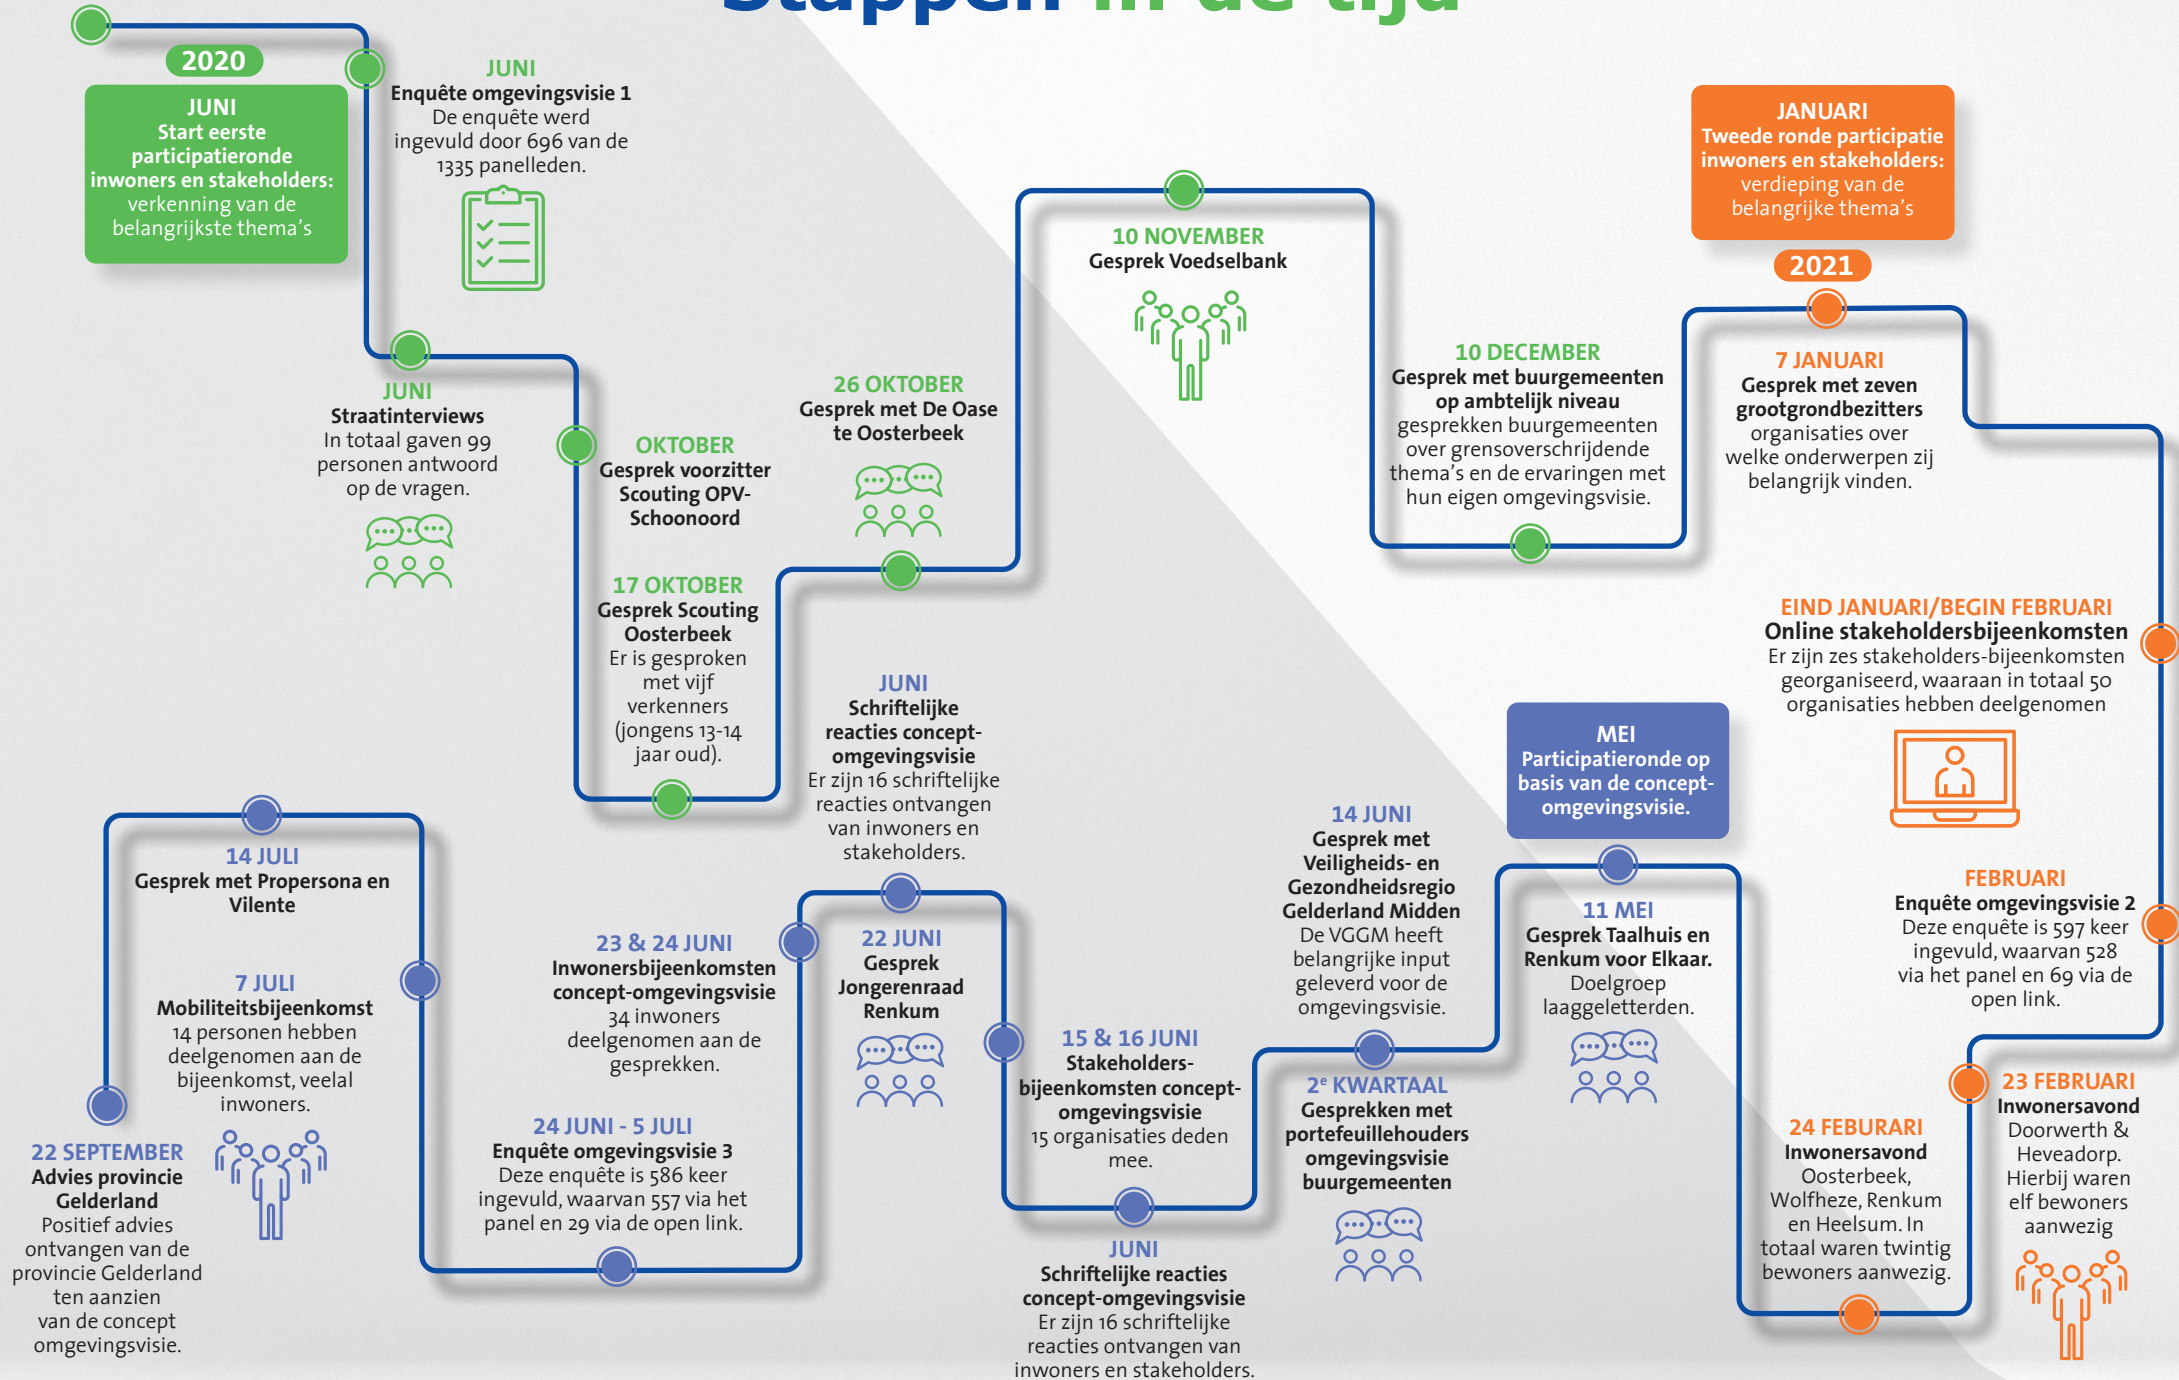 Stappen in de tijd
2020
JUNI
Start eerste
participatieronde
inwoners en stakeholders:
verkenning van de
belangrijkste thema's
JUNI
Enquête omgevingsvisie 1
De enquête werd
ingevuld door 696 van de
1335 panelleden.
JUNI
Straatinterviews
In totaal gaven 99
personen antwoord
op de vragen.
OKTOBER
Gesprek voorzitter
Scouting OPV-
Schoonoord
17 OKTOBER
Gesprek Scouting
Oosterbeek
Er is gesproken
met vijf
verkenners
(jongens 13-14
jaar oud).
26 OKTOBER
Gesprek met De Oase
te Oosterbeek
10 NOVEMBER
Gesprek Voedselbank
10 DECEMBER
Gesprek met buurgemeenten
op ambtelijk niveau
gesprekken buurgemeenten
over grensoverschrijdende
thema's en de ervaringen met
hun eigen omgevingsvisie.
JANUARI
Tweede ronde participatie
inwoners en stakeholders:
verdieping van de
belangrijke thema's
2021
7 JANUARI
Gesprek met zeven
grootgrondbezitters
organisaties over
welke onderwerpen zij
belangrijk vinden.
EIND JANUARI/BEGIN FEBRUARI
Online stakeholdersbijeenkomsten
Er zijn zes stakeholders-bijeenkomsten
georganiseerd, waaraan in totaal 50
organisaties hebben deelgenomen
FEBRUARI
Enquête omgevingsvisie 2
Deze enquête is 597 keer
ingevuld, waarvan 528
via het panel en 69 via de
open link.
23 FEBRUARI
Inwonersavond
Doorwerth &
Heveadorp.
Hierbij waren
elf bewoners
aanwezig
24 FEBURARI
Inwonersavond
Oosterbeek,
Wolfheze, Renkum
en Heelsum. In
totaal waren twintig
bewoners aanwezig.
MEI
Participatieronde op
basis van de concept-
omgevingsvisie.
11 MEI
Gesprek Taalhuis en
Renkum voor Elkaar.
Doelgroep
laaggeletterden.
14 JUNI
Gesprek met
Veiligheids- en
Gezondheidsregio
Gelderland Midden
De VGGM heeft
belangrijke input
geleverd voor de
omgevingsvisie.
2e KWARTAAL
Gesprekken met
portefeuillehouders
omgevingsvisie
buurgemeenten
15 & 16 JUNI
Stakeholders-
bijeenkomsten concept-
omgevingsvisie
15 organisaties deden
mee.
JUNI
Schriftelijke reacties
concept-omgevingsvisie
Er zijn 16 schriftelijke
reacties ontvangen van
inwoners en stakeholders.
JUNI
Schriftelijke
reacties concept-
omgevingsvisie
Er zijn 16 schriftelijke
reacties ontvangen
van inwoners en
stakeholders.
22 JUNI
Gesprek
Jongerenraad
Renkum
23 & 24 JUNI
Inwonersbijeenkomsten
concept-omgevingsvisie
34 inwoners
deelgenomen aan de
gesprekken.
24 JUNI - 5 JULI
Enquête omgevingsvisie 3
Deze enquête is 586 keer
ingevuld, waarvan 557 via het
panel en 29 via de open link.
7 JULI
Mobiliteitsbijeenkomst
14 personen hebben
deelgenomen aan de
bijeenkomst, veelal
inwoners.
14 JULI
Gesprek met Propersona en
Vilente
22 SEPTEMBER
Advies provincie
Gelderland
Positief advies
ontvangen van de
provincie Gelderland
ten aanzien
van de concept
omgevingsvisie.